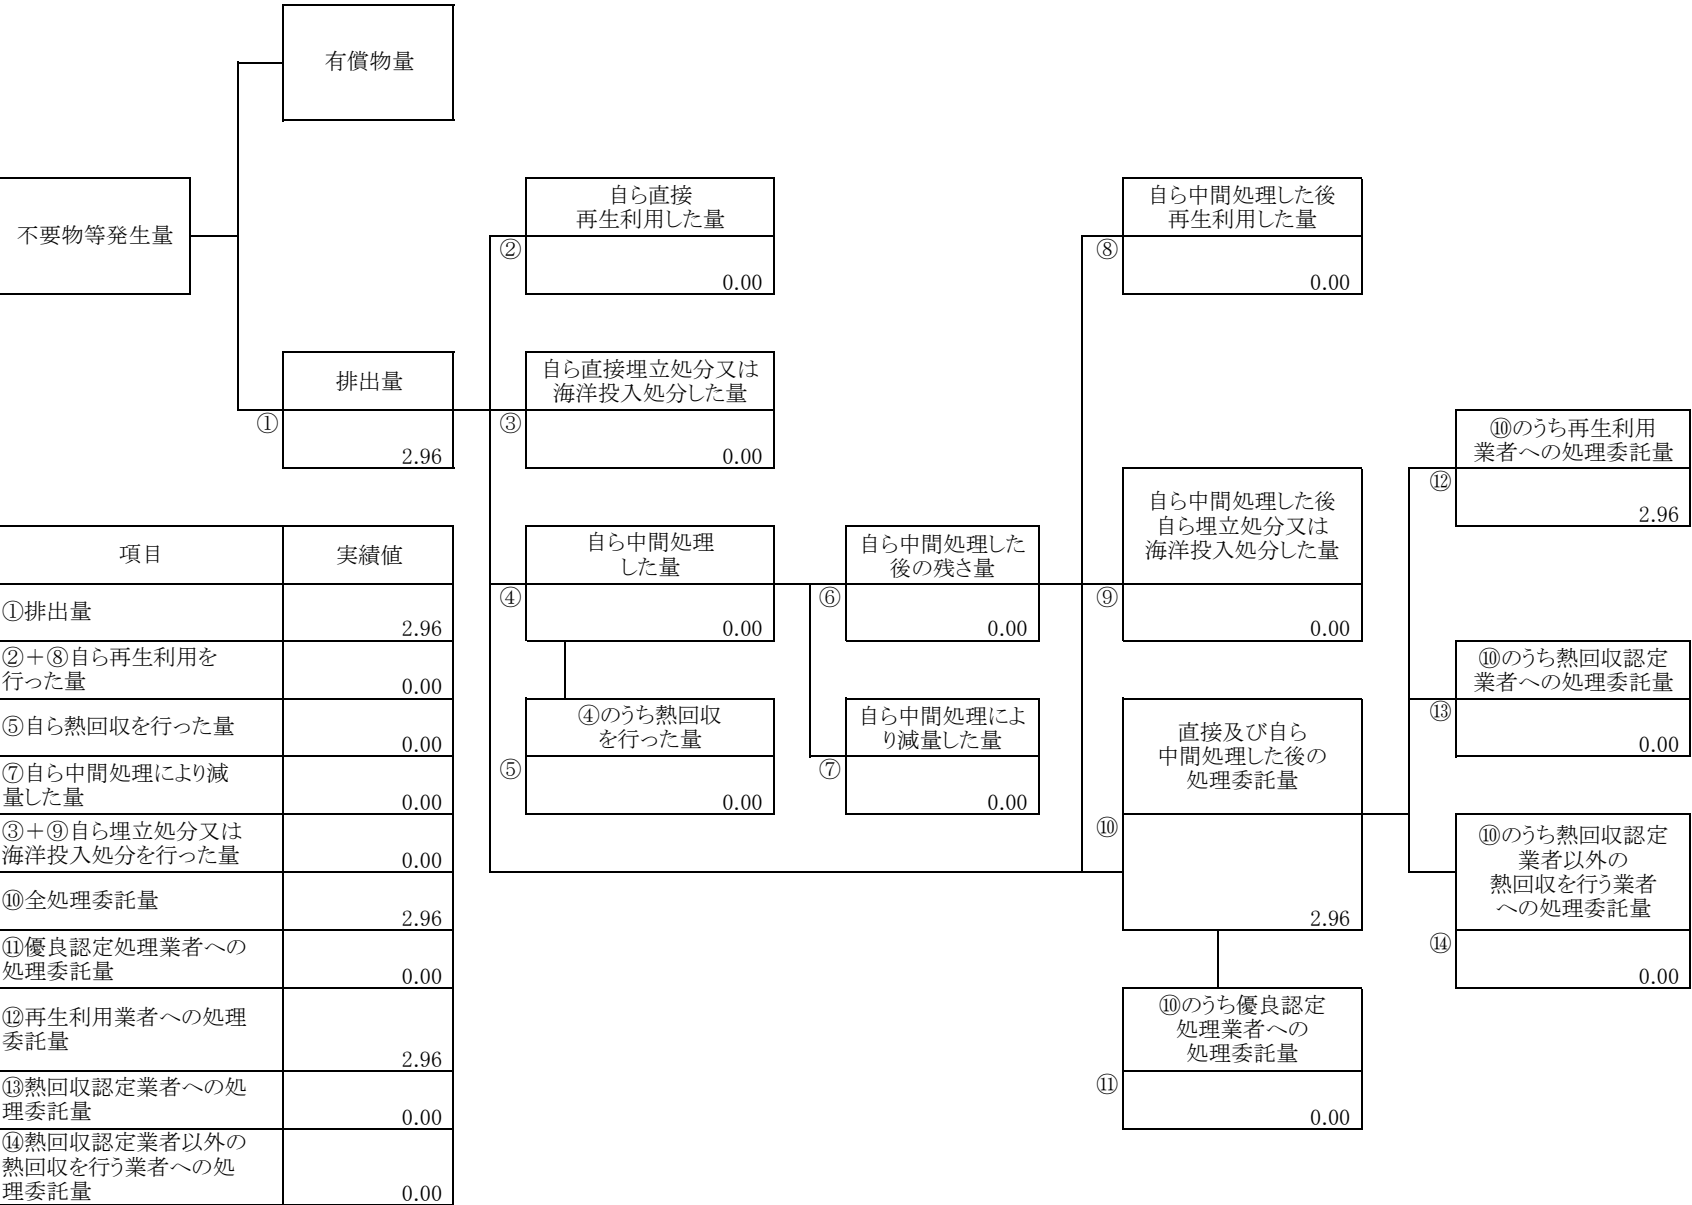 有償物量
不要物等発生量
自ら直接
再生利用した量
②
0.00
自ら中間処理した後
再生利用した量
⑧
0.00
排出量
①
2.96
自ら直接埋立処分又は
海洋投入処分した量
③
0.00
⑩のうち再生利用
業者への処理委託量
⑫
2.96
自ら中間処理
した量
④
0.00
自ら中間処理した
後の残さ量
⑥
0.00
自ら中間処理した後
自ら埋立処分又は
海洋投入処分した量
⑨
0.00
⑩のうち熱回収認定
業者への処理委託量
⑬
0.00
④のうち熱回収
を行った量
⑤
0.00
自ら中間処理によ
り減量した量
⑦
0.00
直接及び自ら
中間処理した後の
処理委託量
⑩
2.96
⑩のうち熱回収認定
業者以外の
熱回収を行う業者
への処理委託量
⑭
0.00
⑩のうち優良認定
処理業者への
処理委託量
⑪
0.00
項目
実績値
①排出量
2.96
②＋⑧自ら再生利用を
行った量
0.00
⑤自ら熱回収を行った量
0.00
⑦自ら中間処理により減
量した量
0.00
③＋⑨自ら埋立処分又は
海洋投入処分を行った量
0.00
⑩全処理委託量
2.96
⑪優良認定処理業者への
処理委託量
0.00
⑫再生利用業者への処理
委託量
2.96
⑬熱回収認定業者への処
理委託量
0.00
⑭熱回収認定業者以外の
熱回収を行う業者への処
理委託量
0.00